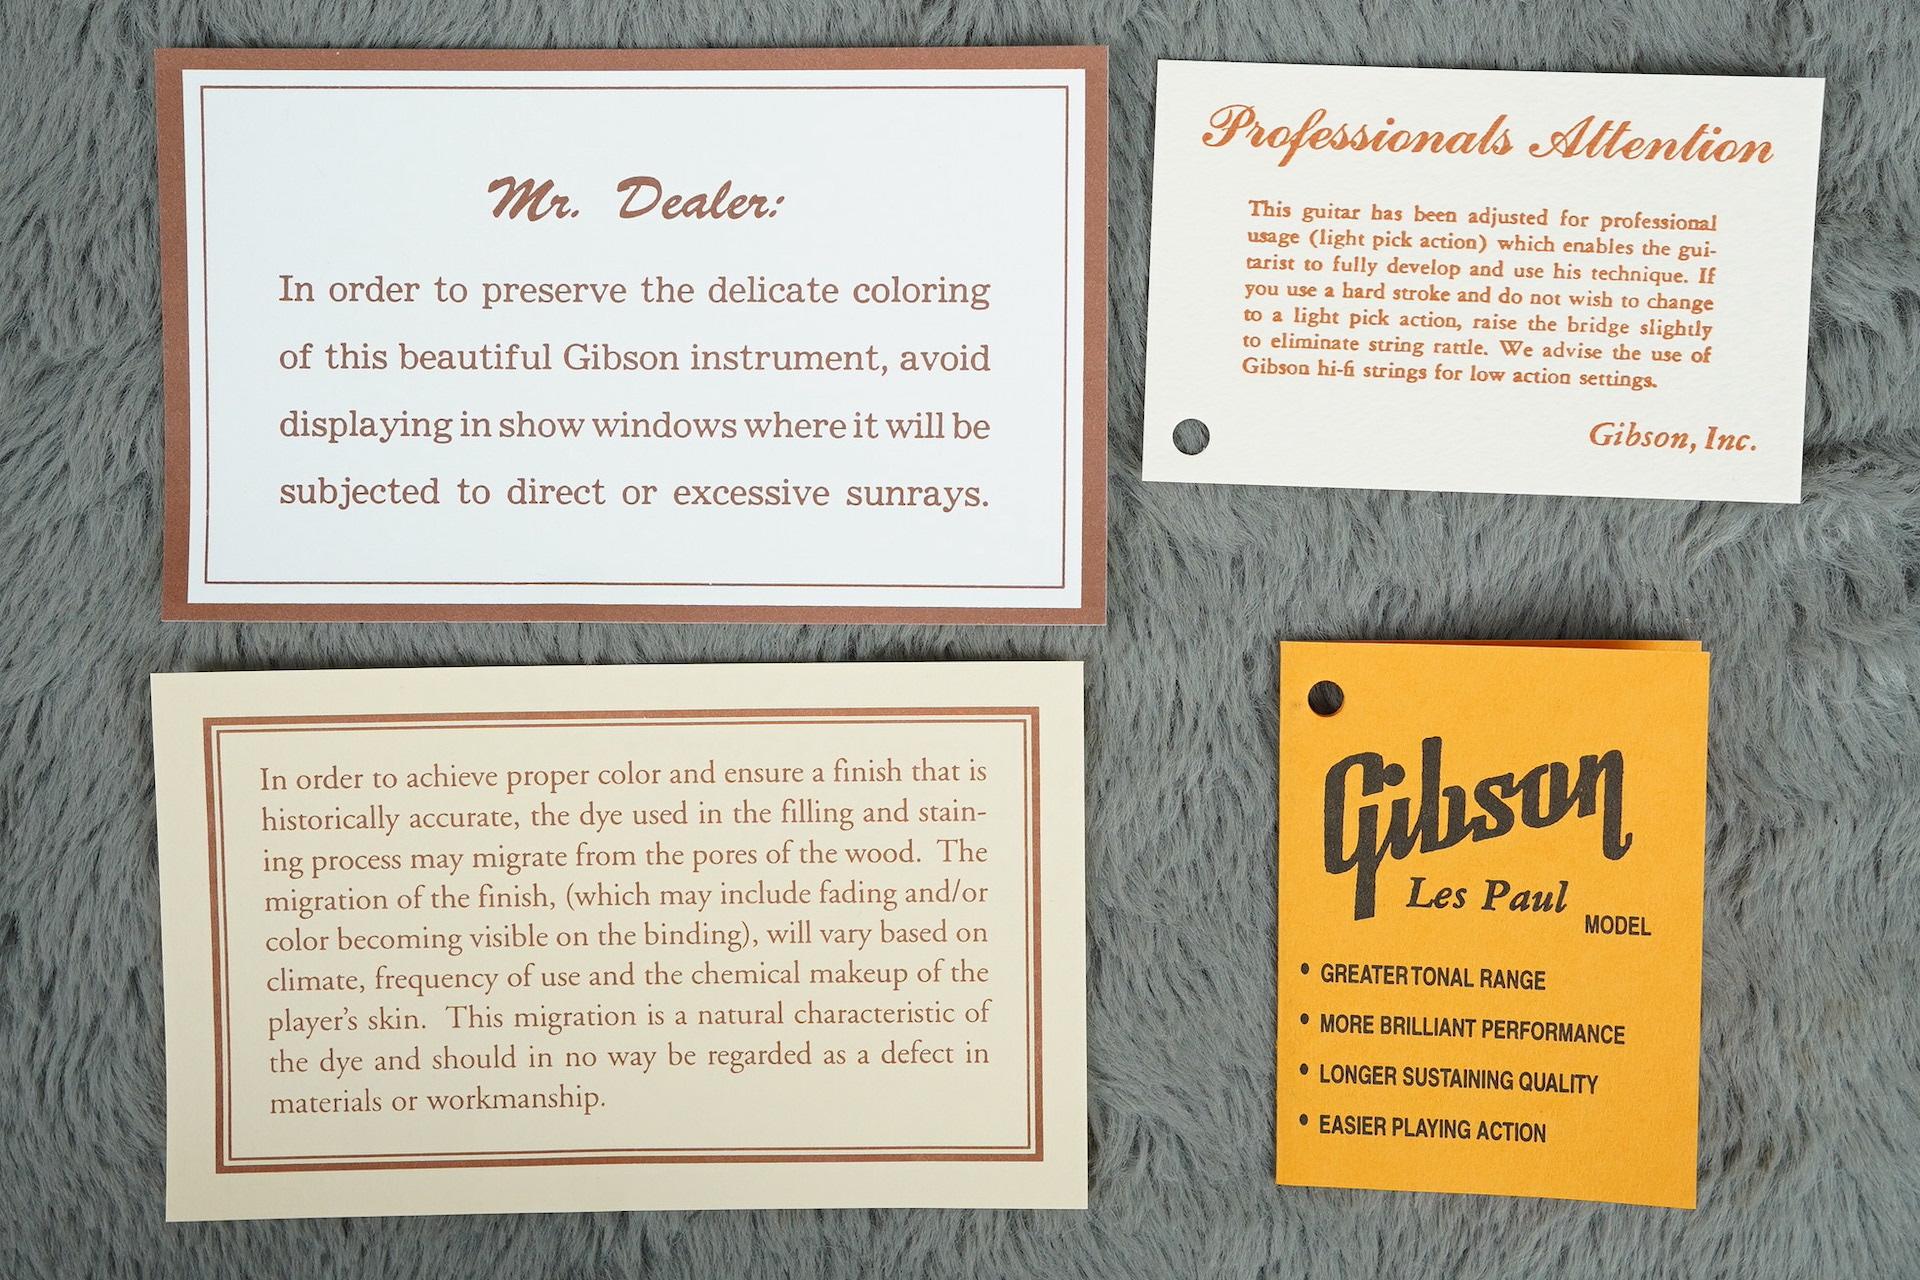 Mr. Dealer:
In order to preserve the delicate coloring
of this beautiful Gibson instrument, avoid
displaying in show windows where it will be
subjected to direct or excessive sunrays.
Professionals Attention
This guitar has been adjusted for professional
usage (light pick action) which enables the gui-
tarist to fully develop and use his technique. If
you use a hard stroke and do not wish to change
to a light pick action, raise the bridge slightly
to eliminate string rattle. We advise the use of
Gibson hi-fi strings for low action settings.
Gibson, Inc.
In order to achieve proper color and ensure a finish that is
historically accurate, the dye used in the filling and stain-
ing process may migrate from the pores of the wood. The
migration of the finish, (which may include fading and/or
color becoming visible on the binding), will vary based on
climate, frequency of use and the chemical makeup of the
player's skin. This migration is a natural characteristic of
the dye and should in no way be regarded as a defect in
materials or workmanship.
Gibson
Les Paul
MODEL
• GREATER TONAL RANGE
• MORE BRILLIANT PERFORMANCE
• LONGER SUSTAINING QUALITY
• EASIER PLAYING ACTION